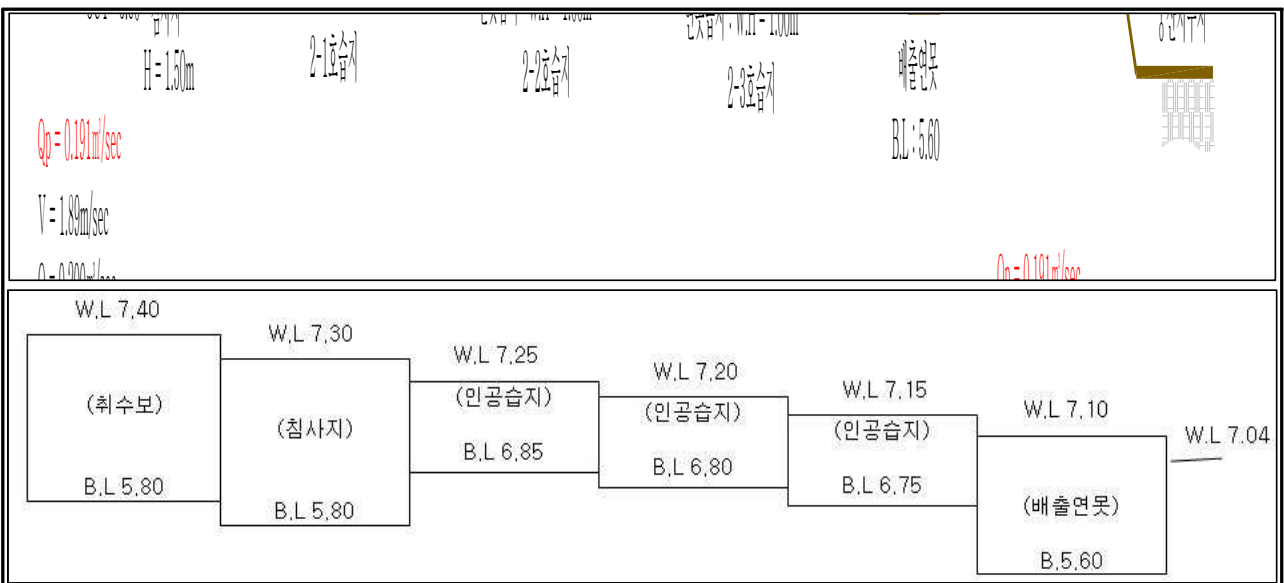 H = 1.50m
2-1호습지
2-2호습지
2-3호습지
배출연못
B.L : 5.60
Qp = 0.191㎥/sec
V = 1.89m/sec
Qp = 0.191㎥/sec
W.L 7.40
(취수보)
B.L 5.80
W.L 7.30
(침사지)
B.L 5.80
W.L 7.25
(인공습지)
B.L 6.85
W.L 7.20
(인공습지)
B.L 6.80
W.L 7.15
(인공습지)
B.L 6.75
W.L 7.10
(배출연못)
B.5.60
W.L 7.04